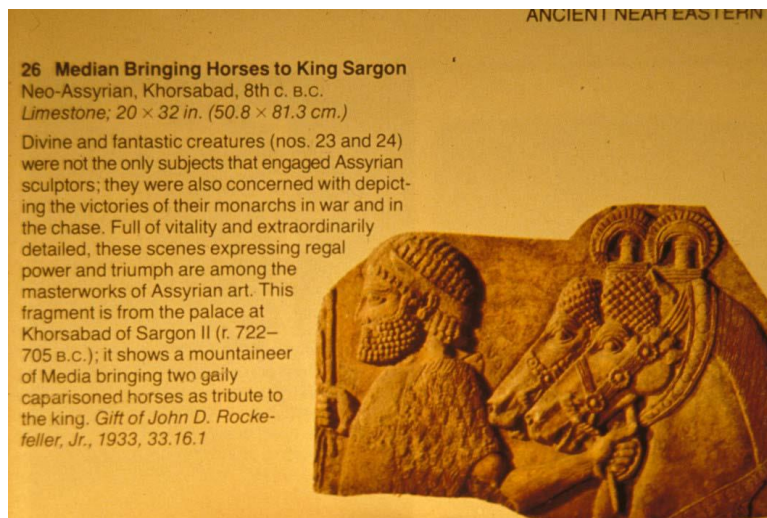 ANCIENT NEAR EASTERN
26 Median Bringing Horses to King Sargon
Neo-Assyrian, Khorsabad, 8th c. B.C.
Limestone; 20 × 32 in. (50.8 × 81.3 cm.)
Divine and fantastic creatures (nos. 23 and 24)
were not the only subjects that engaged Assyrian
sculptors; they were also concerned with depict-
ing the victories of their monarchs in war and in
the chase. Full of vitality and extraordinarily
detailed, these scenes expressing regal
power and triumph are among the
masterworks of Assyrian art. This
fragment is from the palace at
Khorsabad of Sargon II (r. 722–
705 B.C.); it shows a mountaineer
of Media bringing two gaily
caparisoned horses as tribute to
the king. Gift of John D. Rocke-
feller, Jr., 1933, 33.16.1